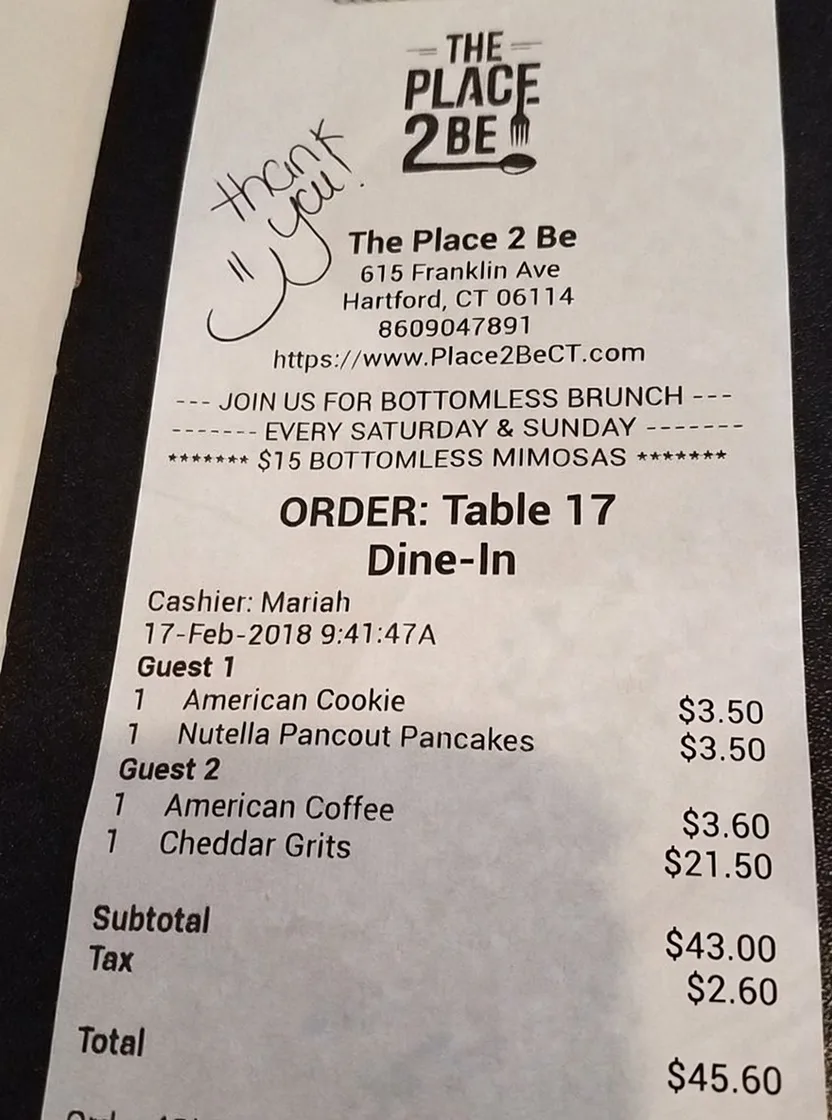 THE
PLACE
2 BE
thank
you!
The Place 2 Be
615 Franklin Ave
Hartford, CT 06114
8609047891
https://www.Place2BeCT.com
--- JOIN US FOR BOTTOMLESS BRUNCH ---
------- EVERY SATURDAY & SUNDAY -------
******* $15 BOTTOMLESS MIMOSAS *******
ORDER: Table 17
Dine-In
Cashier: Mariah
17-Feb-2018 9:41:47A
Guest 1
1 American Cookie $3.50
1 Nutella Pancout Pancakes $3.50
Guest 2
1 American Coffee $3.60
1 Cheddar Grits $21.50
Subtotal $43.00
Tax $2.60
Total $45.60